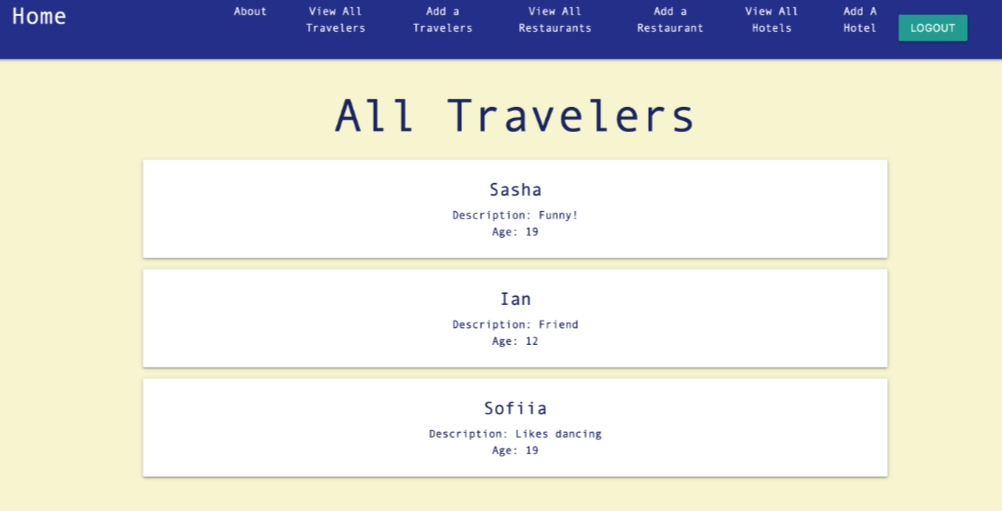 Home
About
View All
Travelers
Add a
Travelers
View All
Restaurants
Add a
Restaurant
View All
Hotels
Add A
Hotel
LOGOUT
All Travelers
Sasha
Description: Funny!
Age: 19
Ian
Description: Friend
Age: 12
Sofiia
Description: Likes dancing
Age: 19